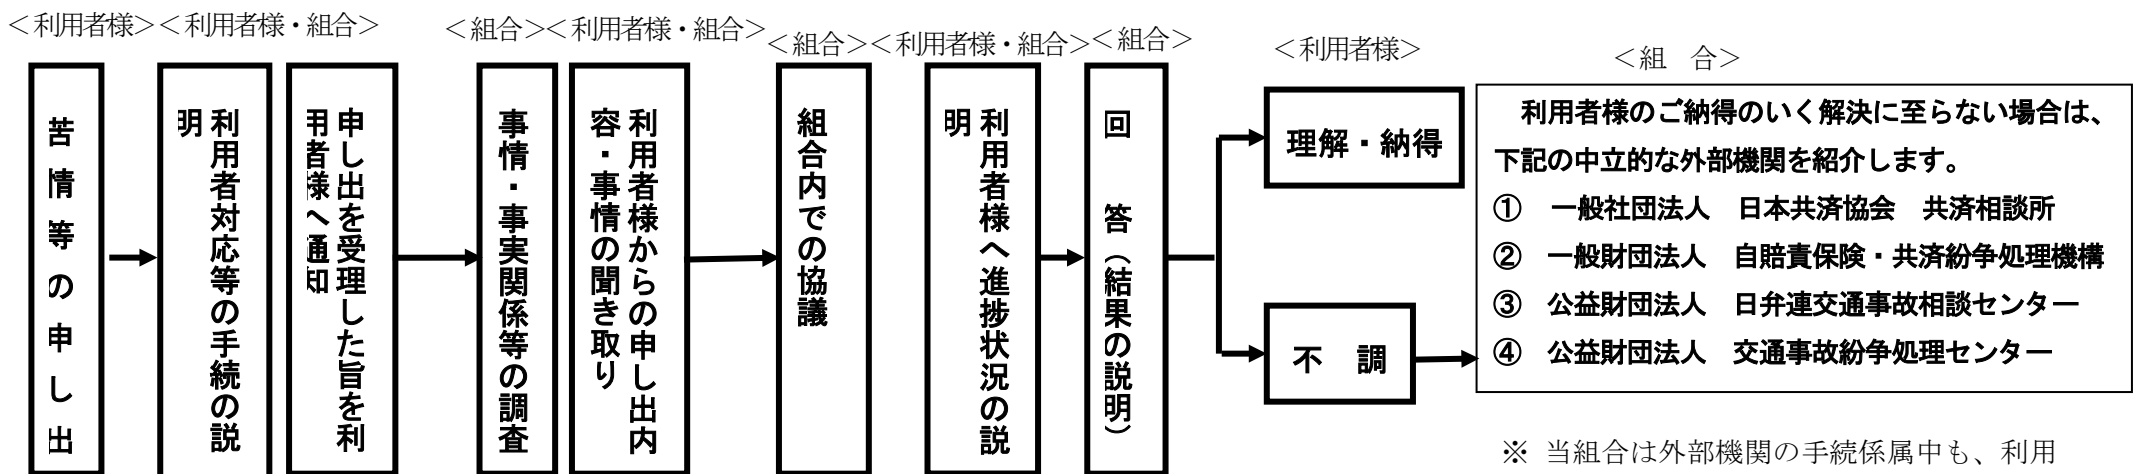 ＜利用者様＞＜利用者様・組合＞
＜組合＞＜利用者様・組合＞
＜組合＞＜利用者様・組合＞＜組合＞
＜利用者様＞
＜組　合＞
苦情等の申し出
利用者対応等の手続の説
明
申し出を受理した旨を利
用者様へ通知
事情・事実関係等の調査
利用者様からの申し出内
容・事情の聞き取り
組合内での協議
利用者様へ進捗状況の説
明
回　答（結果の説明）
理解・納得
不　調
利用者様のご納得のいく解決に至らない場合は、
下記の中立的な外部機関を紹介します。
①　一般社団法人　日本共済協会　共済相談所
②　一般財団法人　自賠責保険・共済紛争処理機構
③　公益財団法人　日弁連交通事故相談センター
④　公益財団法人　交通事故紛争処理センター
※ 当組合は外部機関の手続係属中も、利用